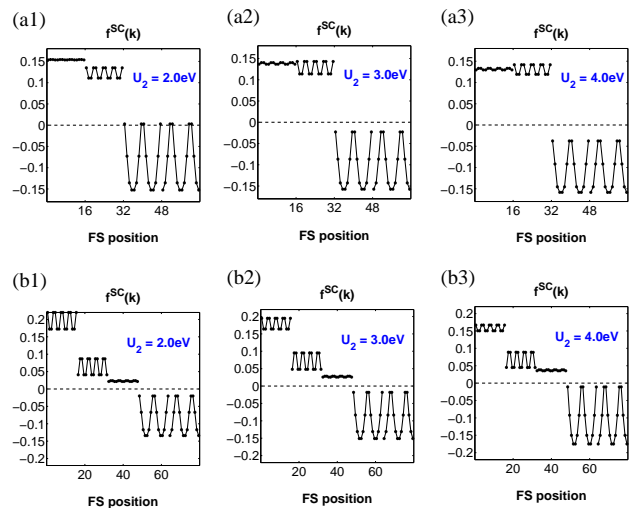 (a1)
f^SC(k)
0.15
0.1
0.05
0
−0.05
−0.1
−0.15
U_2 = 2.0eV
16 32 48
FS position
(a2)
f^SC(k)
0.15
0.1
0.05
0
−0.05
−0.1
−0.15
U_2 = 3.0eV
16 32 48
FS position
(a3)
f^SC(k)
0.15
0.1
0.05
0
−0.05
−0.1
−0.15
U_2 = 4.0eV
16 32 48
FS position
(b1)
f^SC(k)
0.2
0.15
0.1
0.05
0
−0.05
−0.1
−0.15
−0.2
U_2 = 2.0eV
20 40 60
FS position
(b2)
f^SC(k)
0.2
0.15
0.1
0.05
0
−0.05
−0.1
−0.15
−0.2
U_2 = 3.0eV
20 40 60
FS position
(b3)
f^SC(k)
0.2
0.15
0.1
0.05
0
−0.05
−0.1
−0.15
−0.2
U_2 = 4.0eV
20 40 60
FS position